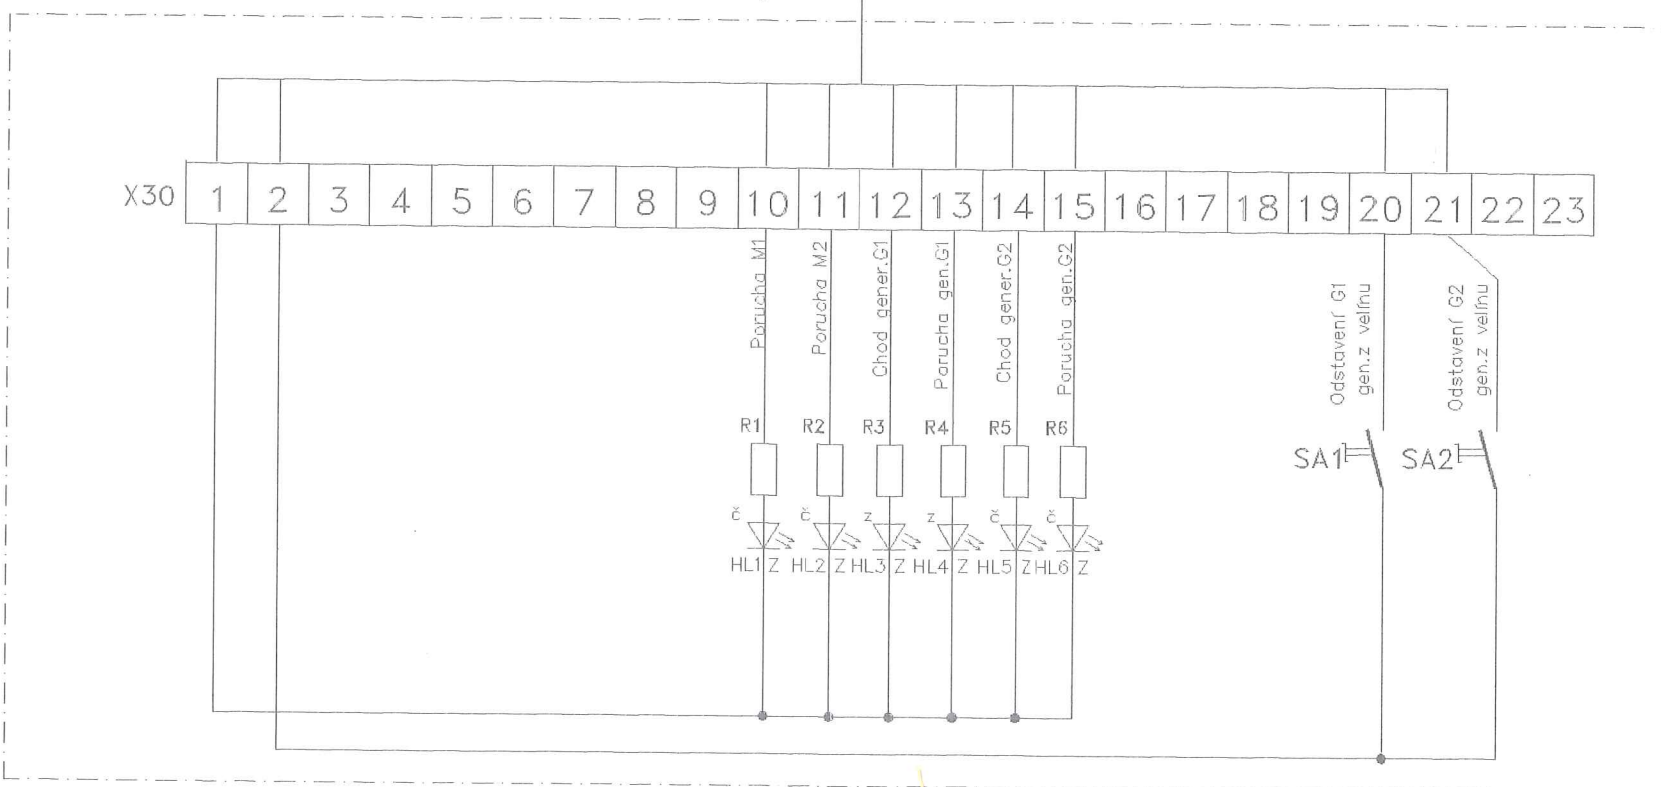 X30 1 2 3 4 5 6 7 8 9 10 11 12 13 14 15 16 17 18 19 20 21 22 23
Porucha M1
Porucha M2
Chod gener.G1
Porucha gen.G1
Chod gener.G2
Porucha gen.G2
Odstavení G1
gen.z velínu
Odstavení G2
gen.z velínu
R1 R2 R3 R4 R5 R6
SA1 SA2
č č z z č č
HL1 Z HL2 Z HL3 Z HL4 Z HL5 Z HL6 Z